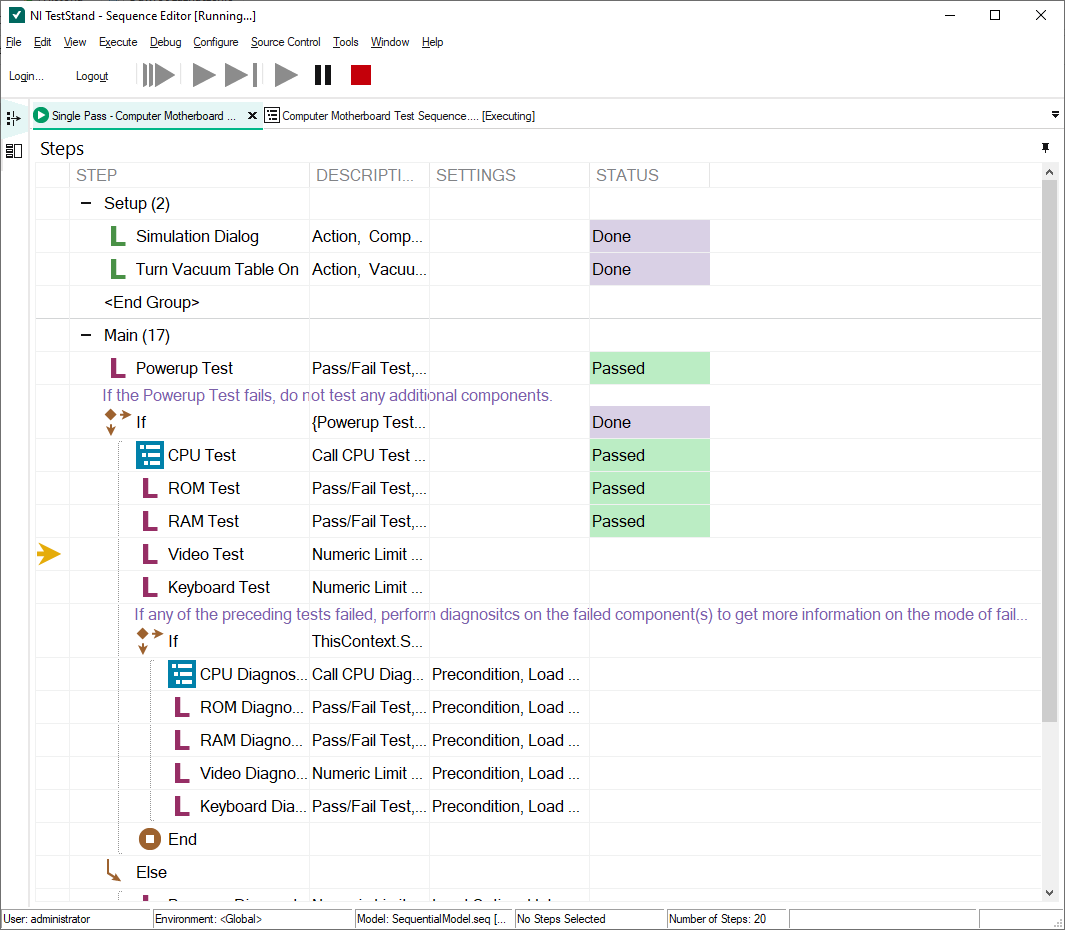 NI TestStand - Sequence Editor [Running...]
File Edit View Execute Debug Configure Source Control Tools Window Help
Login... Logout
Single Pass - Computer Motherboard ... Computer Motherboard Test Sequence.... [Executing]
Steps
STEP DESCRIPTI... SETTINGS STATUS
Setup (2)
Simulation Dialog Action, Comp... Done
Turn Vacuum Table On Action, Vacuu... Done
<End Group>
Main (17)
Powerup Test Pass/Fail Test,... Passed
If the Powerup Test fails, do not test any additional components.
If {Powerup Test... Done
CPU Test Call CPU Test ... Passed
ROM Test Pass/Fail Test,... Passed
RAM Test Pass/Fail Test,... Passed
Video Test Numeric Limit ...
Keyboard Test Numeric Limit ...
If any of the preceding tests failed, perform diagnositcs on the failed component(s) to get more information on the mode of fail...
If ThisContext.S...
CPU Diagnos... Call CPU Diag... Precondition, Load ...
ROM Diagno... Pass/Fail Test,... Precondition, Load ...
RAM Diagno... Pass/Fail Test,... Precondition, Load ...
Video Diagno... Numeric Limit ... Precondition, Load ...
Keyboard Dia... Pass/Fail Test,... Precondition, Load ...
End
Else
User: administrator Environment: <Global> Model: SequentialModel.seq [... No Steps Selected Number of Steps: 20